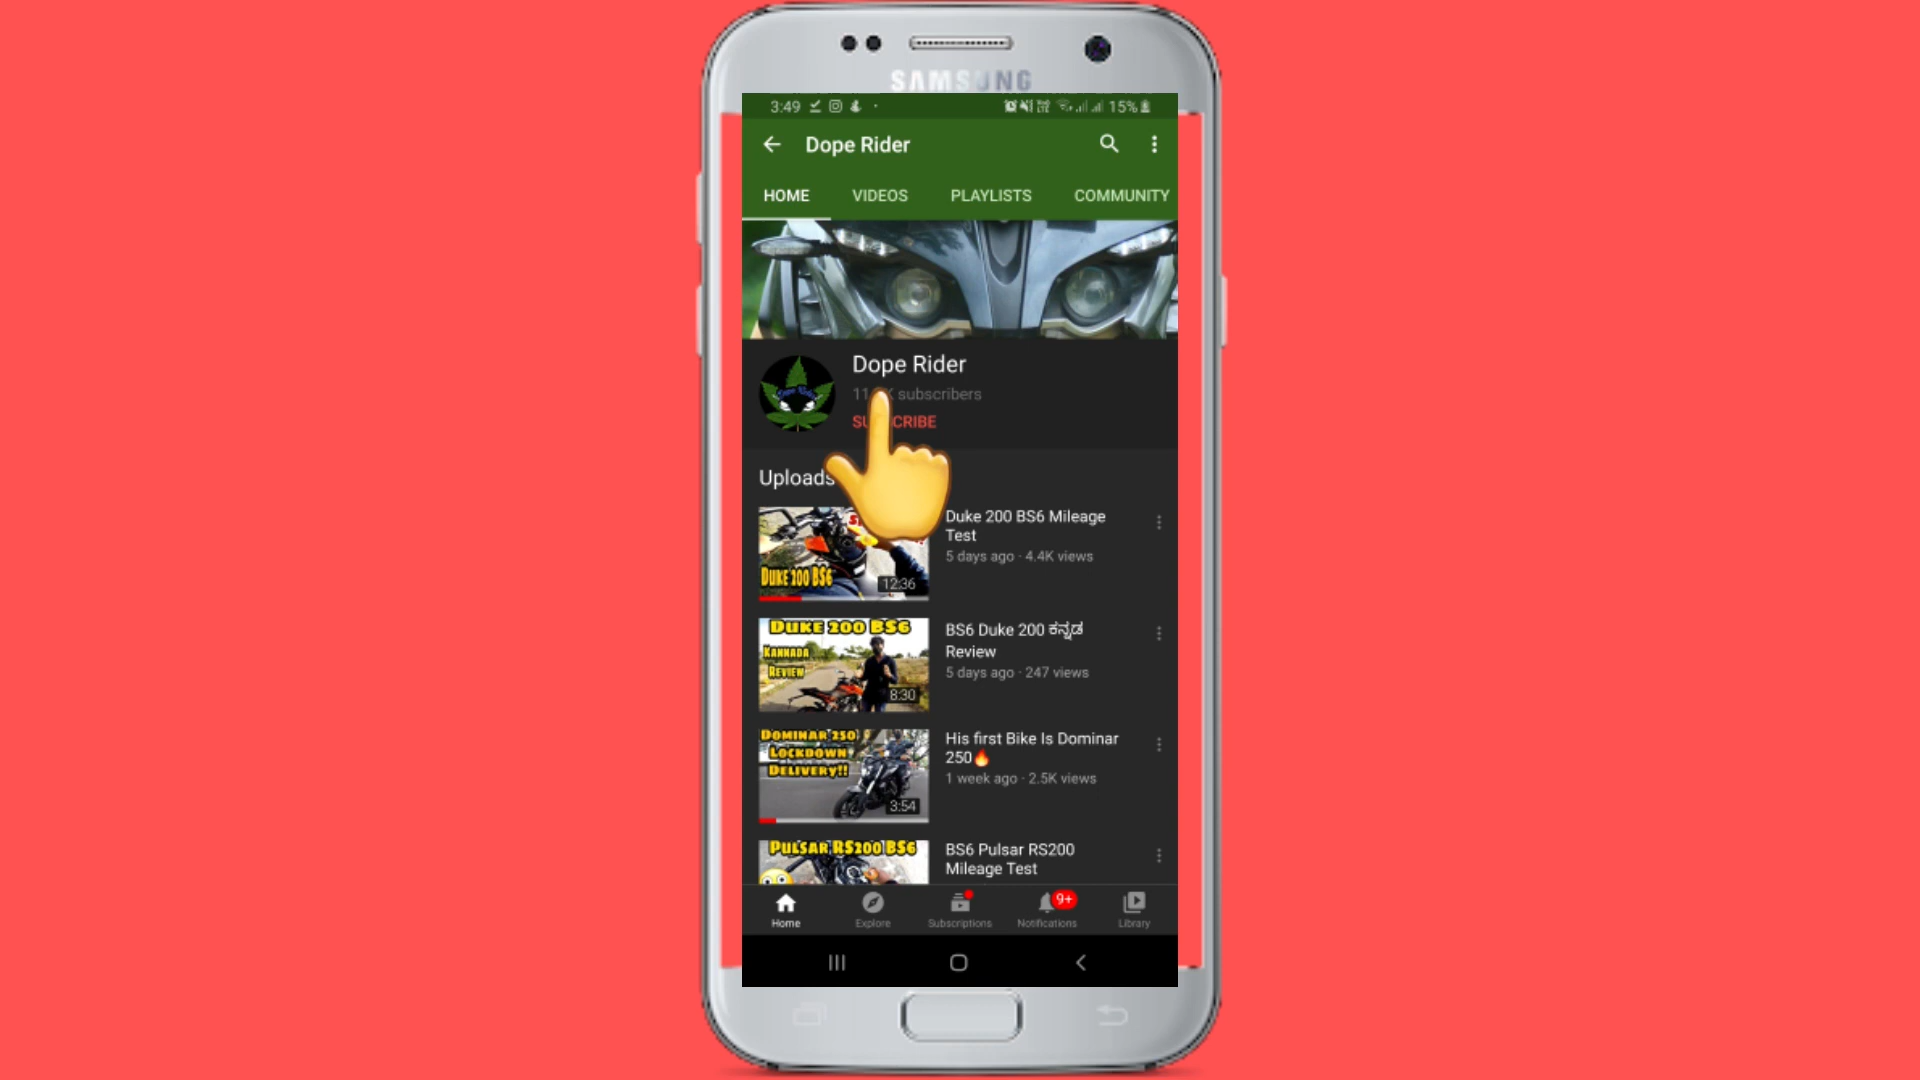 SAMSUNG
3:49
15%
Dope Rider
HOME VIDEOS PLAYLISTS COMMUNITY
Dope Rider
subscribers
Uploads
Duke 200 BS6 Mileage
Test
5 days ago · 4.4K views
DUKE 200 BS6
12:36
DUKE 200 BS6
KANNADA
REVIEW
8:30
BS6 Duke 200 ಕನ್ನಡ
Review
5 days ago · 247 views
DOMINAR 250
LOCKDOWN
DELIVERY!!
3:54
His first Bike Is Dominar
250🔥
1 week ago · 2.5K views
PULSAR RS200 BS6
BS6 Pulsar RS200
Mileage Test
9+
Home Explore Subscriptions Notifications Library